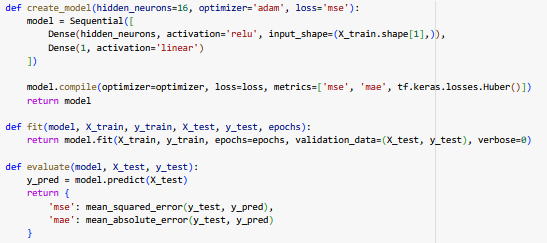 def create_model(hidden_neurons=16, optimizer='adam', loss='mse'):
    model = Sequential([
        Dense(hidden_neurons, activation='relu', input_shape=(X_train.shape[1],)),
        Dense(1, activation='linear')
    ])
    model.compile(optimizer=optimizer, loss=loss, metrics=['mse', 'mae', tf.keras.losses.Huber()])
    return model
def fit(model, X_train, y_train, X_test, y_test, epochs):
    return model.fit(X_train, y_train, epochs=epochs, validation_data=(X_test, y_test), verbose=0)
def evaluate(model, X_test, y_test):
    y_pred = model.predict(X_test)
    return {
        'mse': mean_squared_error(y_test, y_pred),
        'mae': mean_absolute_error(y_test, y_pred)
    }